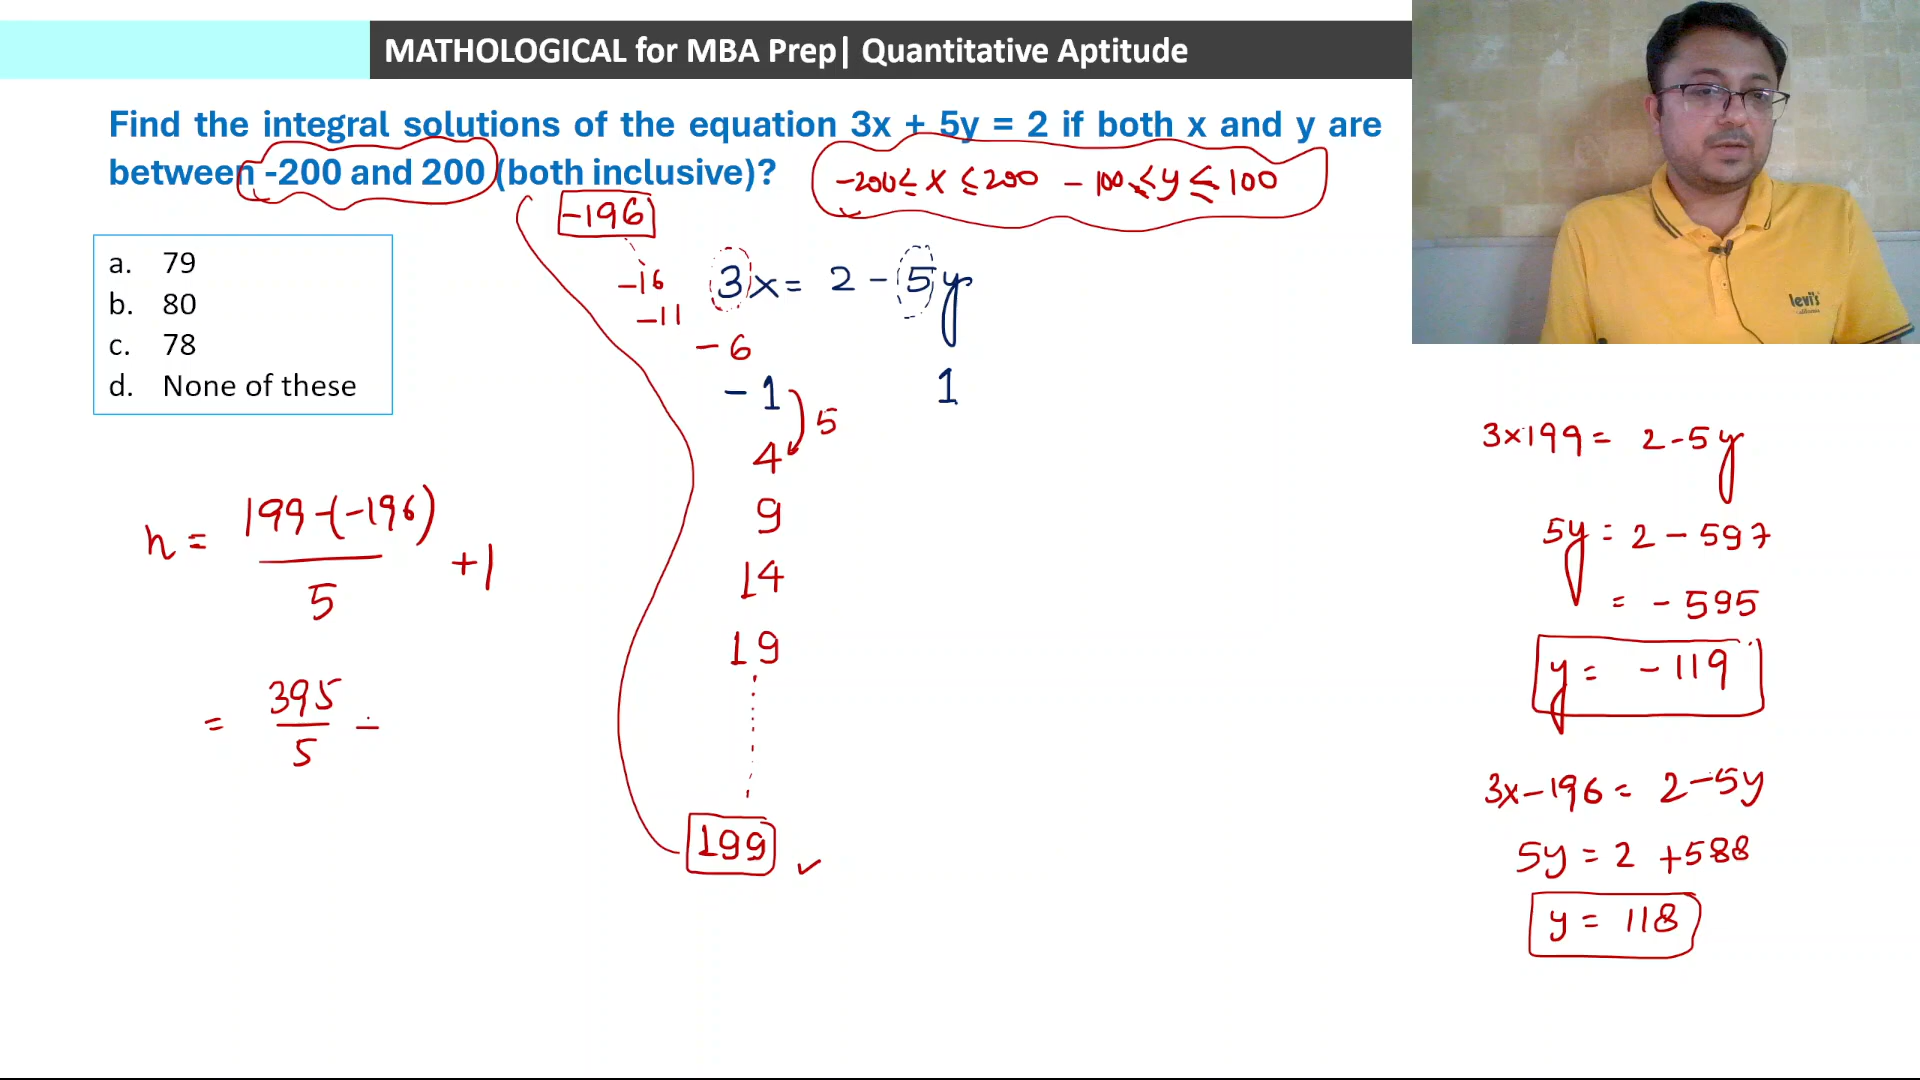 MATHOLOGICAL for MBA Prep| Quantitative Aptitude
Find the integral solutions of the equation 3x + 5y = 2 if both x and y are
between -200 and 200 (both inclusive)?
-200 ≤ x ≤ 200 - 100 ≤ y ≤ 100
a. 79
b. 80
c. 78
d. None of these
-196
-16
-11
-6
3x = 2 - 5y
-1 1
5
4
9
14
19
199 ✓
n = 199-(-196) / 5 + 1
= 395 / 5 -
3×199 = 2-5y
5y = 2 - 597
= - 595
y = - 119
3x-196 = 2-5y
5y = 2 +588
y = 118
levi's